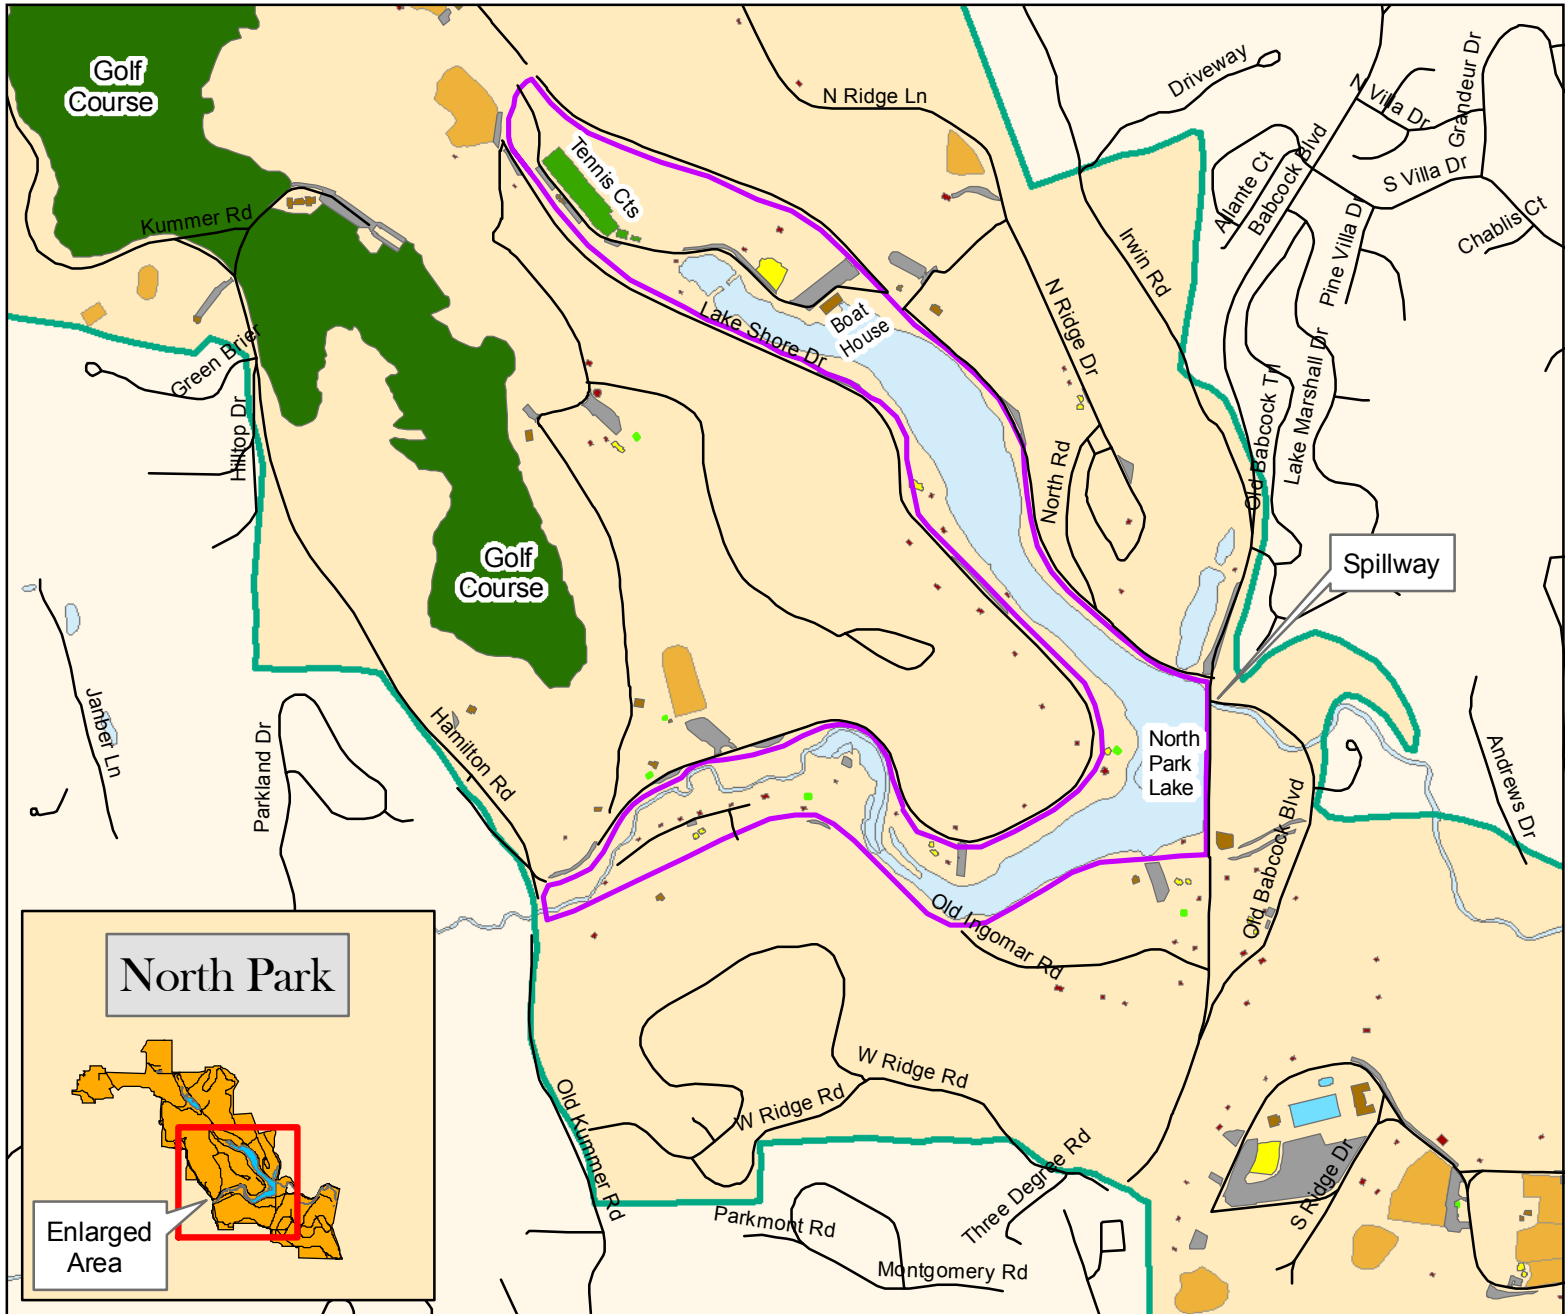 Golf
Course
N Ridge Ln
Driveway
N Villa Dr
Grandeur Dr
Babcock Blvd
Allante Ct
S Villa Dr
Chablis Ct
Pine Villa Dr
Tennis Cts
Kummer Rd
Irwin Rd
N Ridge Dr
Lake Shore Dr
Boat
House
Green Brier
Hilltop Dr
Old Babcock Trl
Lake Marshall Dr
North Rd
Golf
Course
Spillway
Janber Ln
Parkland Dr
Hamilton Rd
North
Park
Lake
Andrews Dr
Old Babcock Blvd
Old Ingomar Rd
North Park
W Ridge Rd
W Ridge Rd
Old Kummer Rd
Three Degree Rd
S Ridge Dr
Parkmont Rd
Montgomery Rd
Enlarged
Area